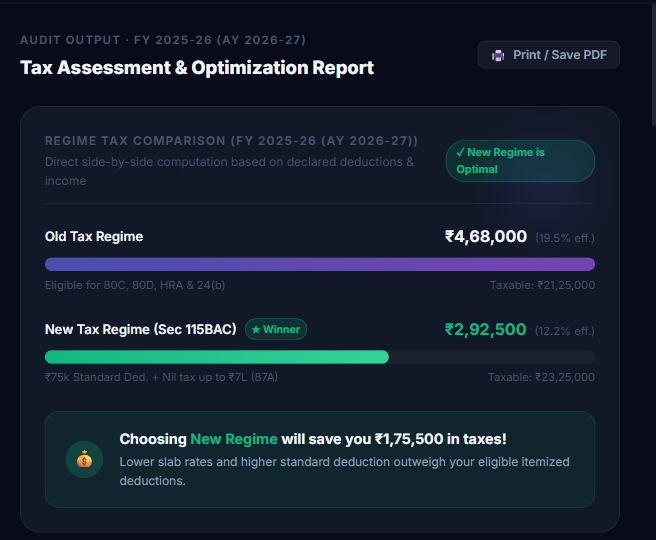 AUDIT OUTPUT · FY 2025-26 (AY 2026-27)
Tax Assessment & Optimization Report
Print / Save PDF
REGIME TAX COMPARISON (FY 2025-26 (AY 2026-27))
Direct side-by-side computation based on declared deductions &
income
✓ New Regime is
Optimal
Old Tax Regime
₹4,68,000 (19.5% eff.)
Eligible for 80C, 80D, HRA & 24(b)
Taxable: ₹21,25,000
New Tax Regime (Sec 115BAC) ★ Winner
₹2,92,500 (12.2% eff.)
₹75k Standard Ded. + Nil tax up to ₹7L (87A)
Taxable: ₹23,25,000
Choosing New Regime will save you ₹1,75,500 in taxes!
Lower slab rates and higher standard deduction outweigh your eligible itemized
deductions.